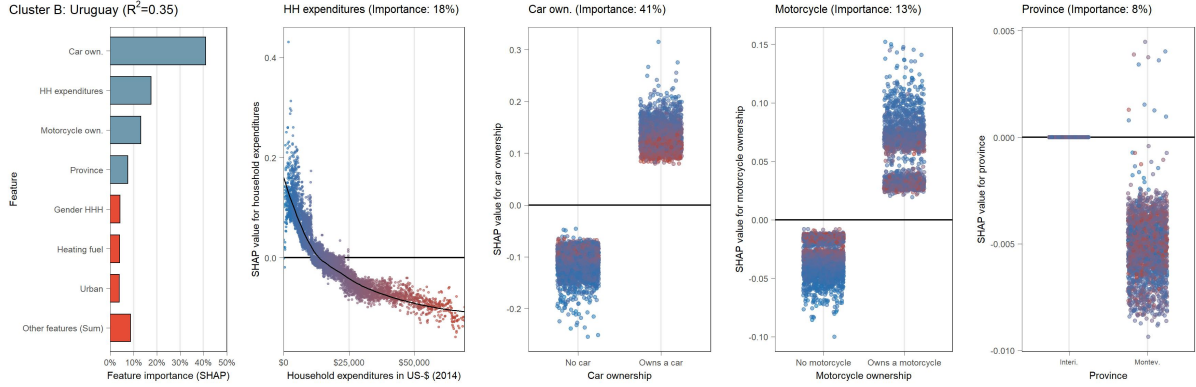 Cluster B: Uruguay (R²=0.35)
Feature
Car own.
HH expenditures
Motorcycle own.
Province
Gender HHH
Heating fuel
Urban
Other features (Sum)
0% 10% 20% 30% 40% 50%
Feature importance (SHAP)
HH expenditures (Importance: 18%)
SHAP value for household expenditures
0.4
0.2
0.0
$0 $25,000 $50,000
Household expenditures in US-$ (2014)
Car own. (Importance: 41%)
SHAP value for car ownership
0.3
0.2
0.1
0.0
-0.1
-0.2
No car Owns a car
Car ownership
Motorcycle (Importance: 13%)
SHAP value for motorcycle ownership
0.15
0.10
0.05
0.00
-0.05
-0.10
No motorcycle Owns a motorcycle
Motorcycle ownership
Province (Importance: 8%)
SHAP value for province
0.005
0.000
-0.005
-0.010
Interi. Montev.
Province